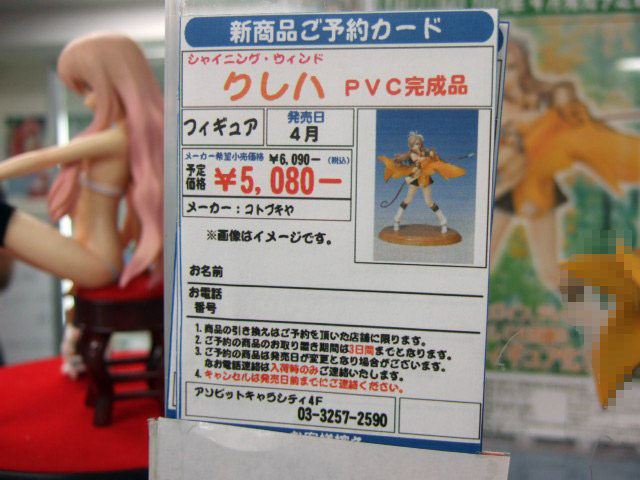 新商品ご予約カード
シャイニング・ウィンド
クレハ PVC完成品
フィギュア
発売日
4月
メーカー希望小売価格 ¥6,090－ (税込)
予定価格 ¥5,080－
メーカー：コトブキヤ
※画像はイメージです。
お名前
お電話
番号
1. 商品の引き換えはご予約を頂いた店舗に限ります。
2. ご予約の商品のお取り置き期間は3日間までとなります。
3. ご予約の商品は発売日が変更となり場合がございます。
なお電話連絡は入荷時のみご連絡いたします。
4. キャンセルは発売日前までにご連絡ください。
アソビットキャラシティ4F
03-3257-2590